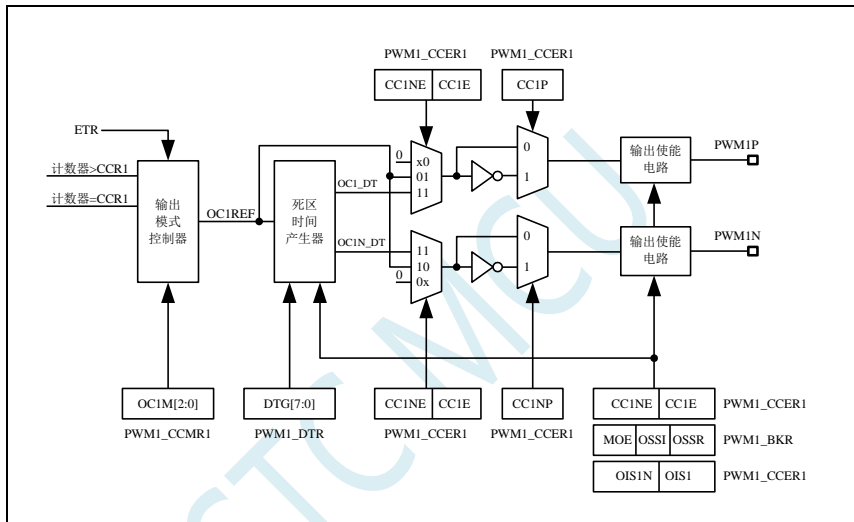 PWM1_CCER1 PWM1_CCER1
CC1NE CC1E CC1P
ETR
PWM1P
计数器>CCR1
计数器=CCR1
输出
模式
控制器
OC1REF
死区
时间
产生器
OC1_DT
OC1N_DT
0
x0
01
11
0
1
输出使能
电路
11
10
0x
0
0
1
PWM1N
输出使能
电路
OC1M[2:0] DTG[7:0] CC1NE CC1E CC1NP CC1NE CC1E PWM1_CCER1
PWM1_CCMR1 PWM1_DTR PWM1_CCER1 PWM1_CCER1
MOE OSSI OSSR PWM1_BKR
OIS1N OIS1 PWM1_CCER1
STC MCU